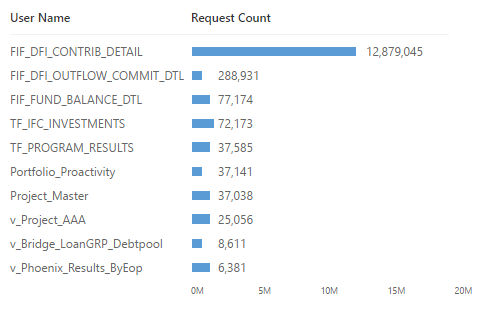 User Name Request Count
FIF_DFI_CONTRIB_DETAIL 12,879,045
FIF_DFI_OUTFLOW_COMMIT_DTL 288,931
FIF_FUND_BALANCE_DTL 77,174
TF_IFC_INVESTMENTS 72,173
TF_PROGRAM_RESULTS 37,585
Portfolio_Proactivity 37,141
Project_Master 37,038
v_Project_AAA 25,056
v_Bridge_LoanGRP_Debtpool 8,611
v_Phoenix_Results_ByEop 6,381
0M 5M 10M 15M 20M